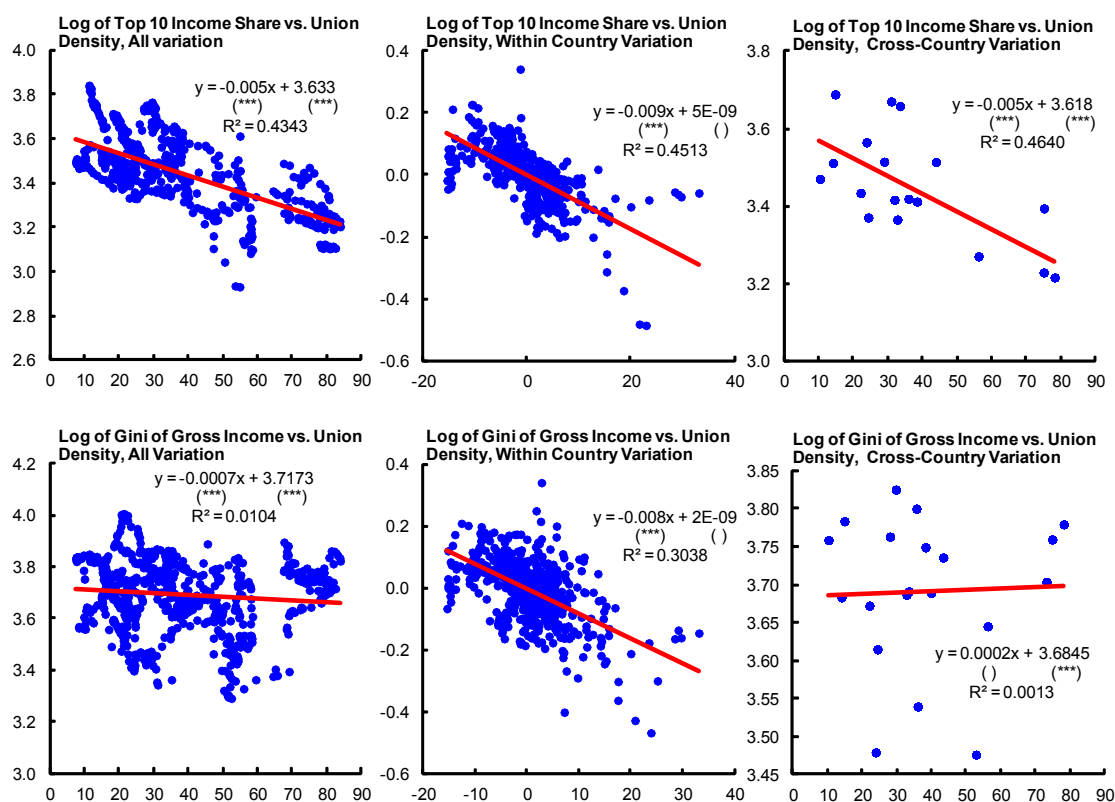 Log of Top 10 Income Share vs. Union
Density, All variation
4.0
3.8
3.6
3.4
3.2
3.0
2.8
2.6
0 10 20 30 40 50 60 70 80 90
y = -0.005x + 3.633
(***) (***)
R² = 0.4343
Log of Top 10 Income Share vs. Union
Density, Within Country Variation
0.4
0.2
0.0
-0.2
-0.4
-0.6
-20 0 20 40
y = -0.009x + 5E-09
(***) ( )
R² = 0.4513
Log of Top 10 Income Share vs. Union
Density, Cross-Country Variation
3.8
3.6
3.4
3.2
3.0
0 10 20 30 40 50 60 70 80 90
y = -0.005x + 3.618
(***) (***)
R² = 0.4640
Log of Gini of Gross Income vs. Union
Density, All Variation
4.2
4.0
3.8
3.6
3.4
3.2
3.0
0 10 20 30 40 50 60 70 80 90
y = -0.0007x + 3.7173
(***) (***)
R² = 0.0104
Log of Gini of Gross Income vs. Union
Density, Within Country Variation
0.4
0.2
0.0
-0.2
-0.4
-0.6
-20 -10 0 10 20 30 40
y = -0.008x + 2E-09
(***) ( )
R² = 0.3038
Log of Gini of Gross Income vs. Union
Density, Cross-Country Variation
3.85
3.80
3.75
3.70
3.65
3.60
3.55
3.50
3.45
0 10 20 30 40 50 60 70 80 90
y = 0.0002x + 3.6845
( ) (***)
R² = 0.0013